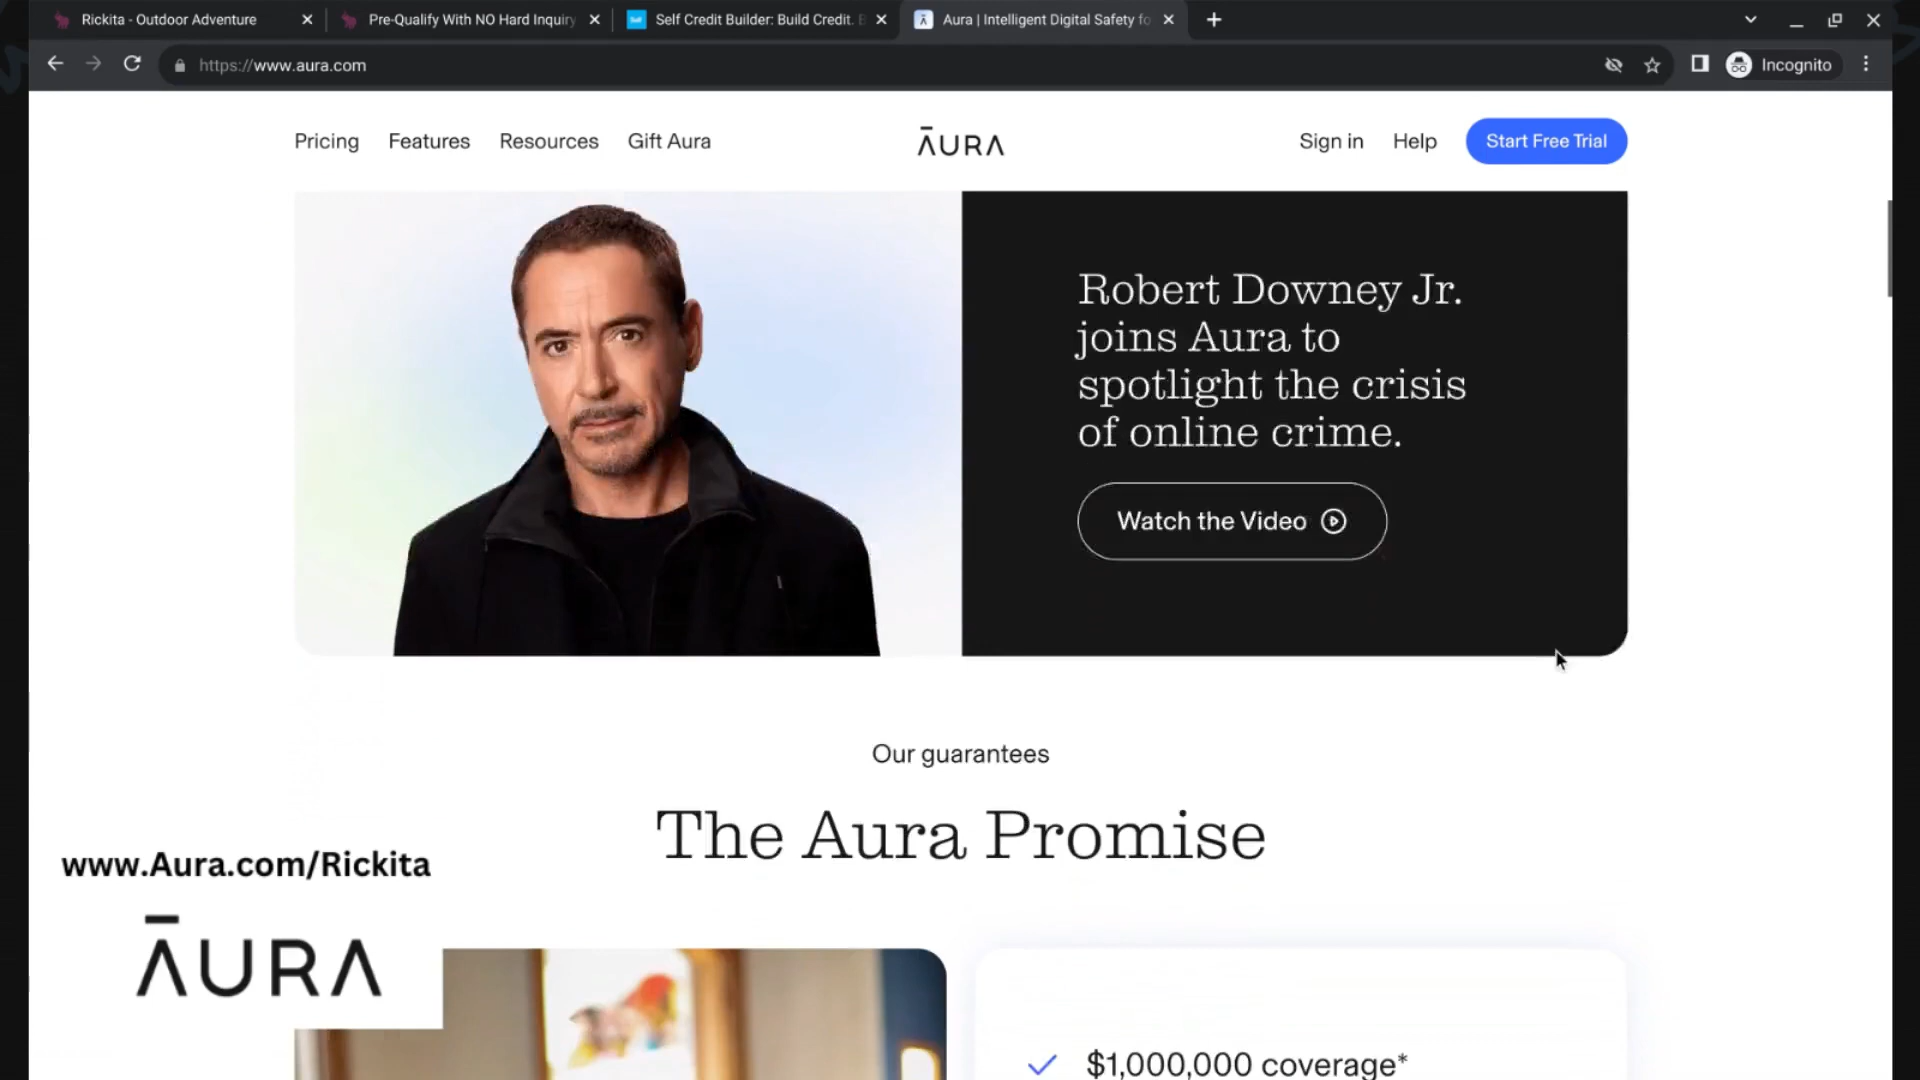 Rickita - Outdoor Adventure
Pre-Qualify With NO Hard Inquiry
Self Credit Builder: Build Credit.
Aura | Intelligent Digital Safety fo
https://www.aura.com
Incognito
Pricing
Features
Resources
Gift Aura
ĀURA
Sign in
Help
Start Free Trial
Robert Downey Jr.
joins Aura to
spotlight the crisis
of online crime.
Watch the Video
Our guarantees
The Aura Promise
www.Aura.com/Rickita
ĀURA
$1,000,000 coverage*